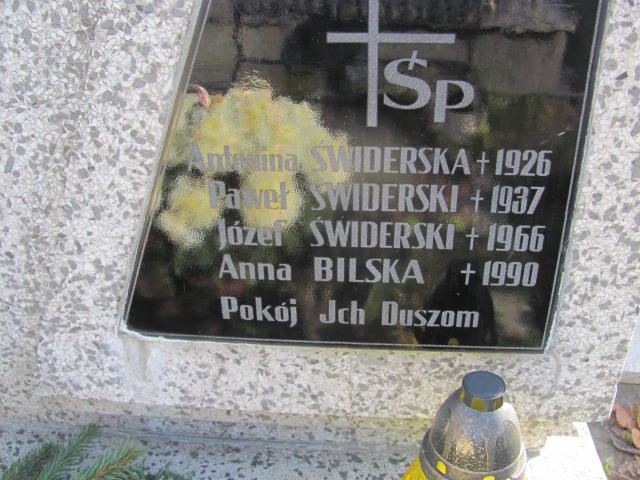 ŚP
Antonina ŚWIDERSKA + 1926
Paweł ŚWIDERSKI + 1937
Józef ŚWIDERSKI + 1966
Anna BILSKA + 1990
Pokój Jch Duszom